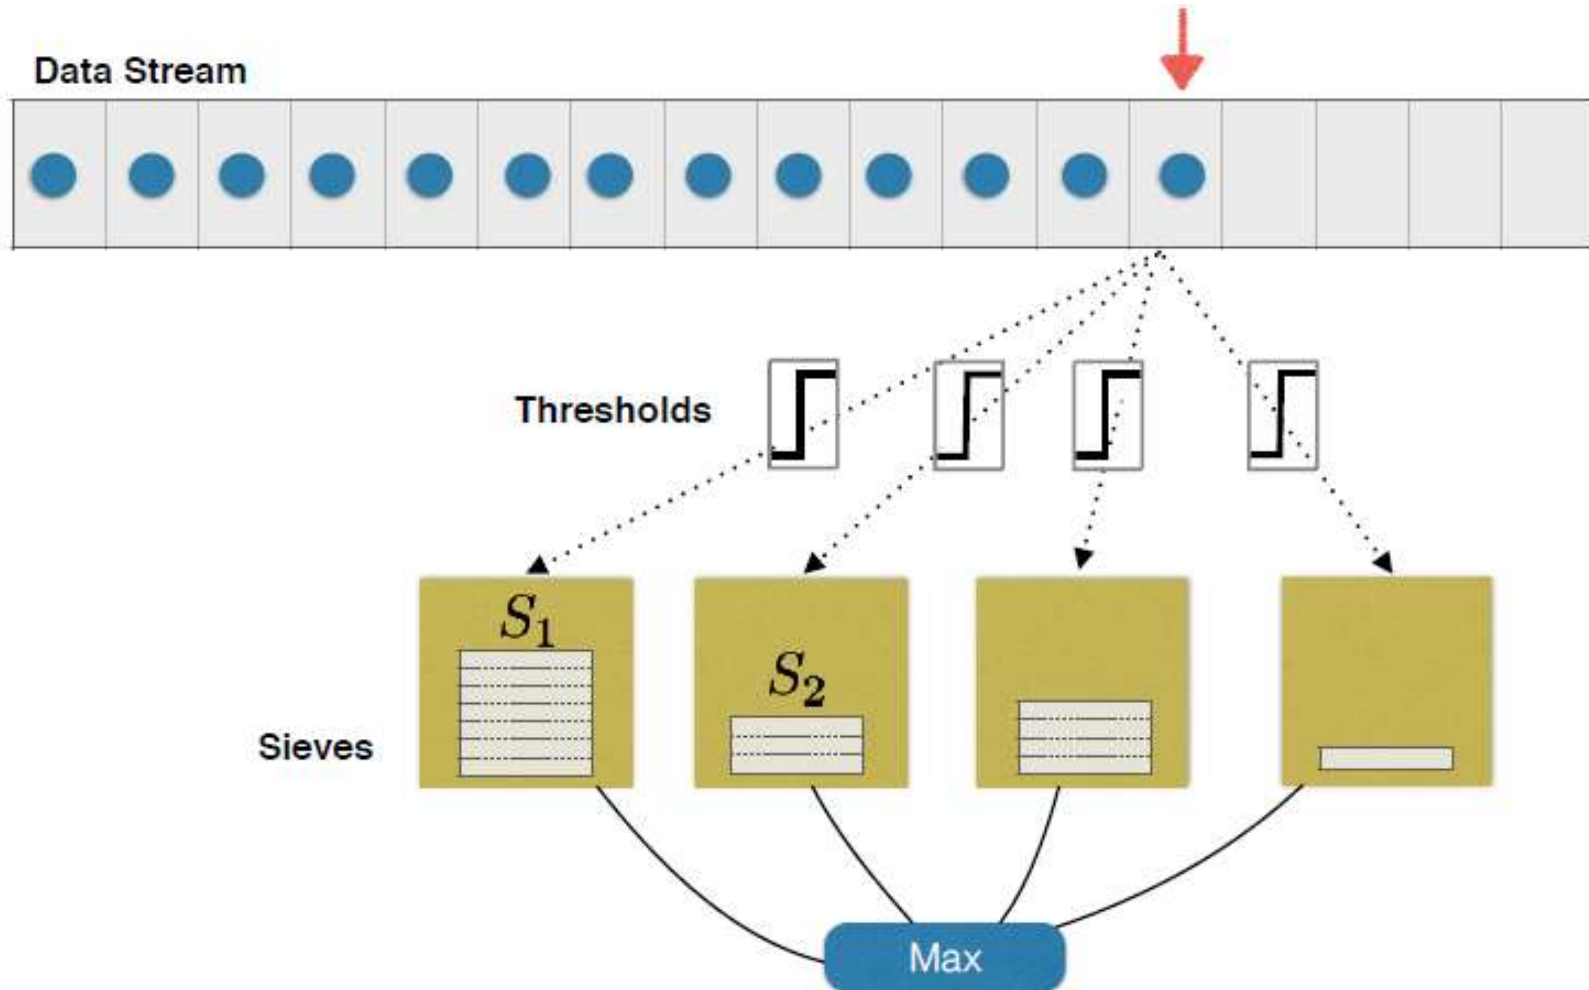 Data Stream
Thresholds
S₁
S₂
Sieves
Max